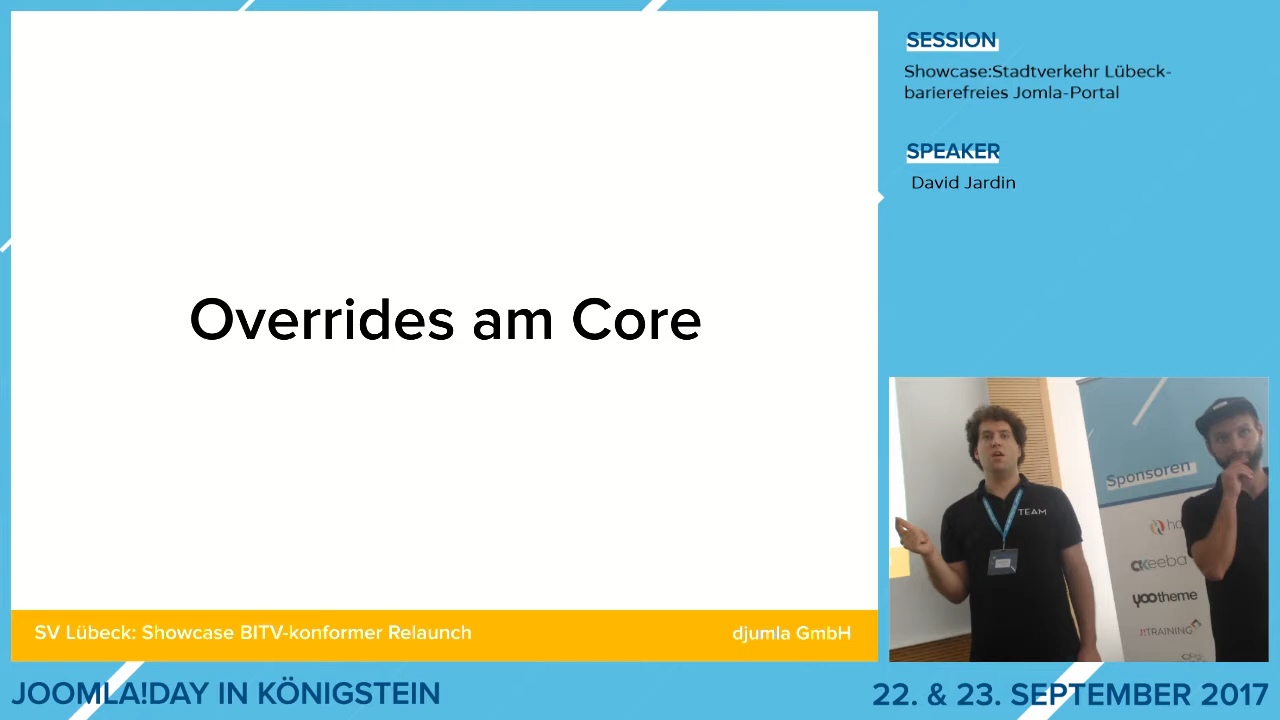 Overrides am Core
SV Lübeck: Showcase BITV-konformer Relaunch
djumla GmbH
SESSION
Showcase:Stadtverkehr Lübeck-
barierefreies Jomla-Portal
SPEAKER
David Jardin
TEAM
Sponsoren
akeeba
yootheme
JOOMLA!DAY IN KÖNIGSTEIN
22. & 23. SEPTEMBER 2017